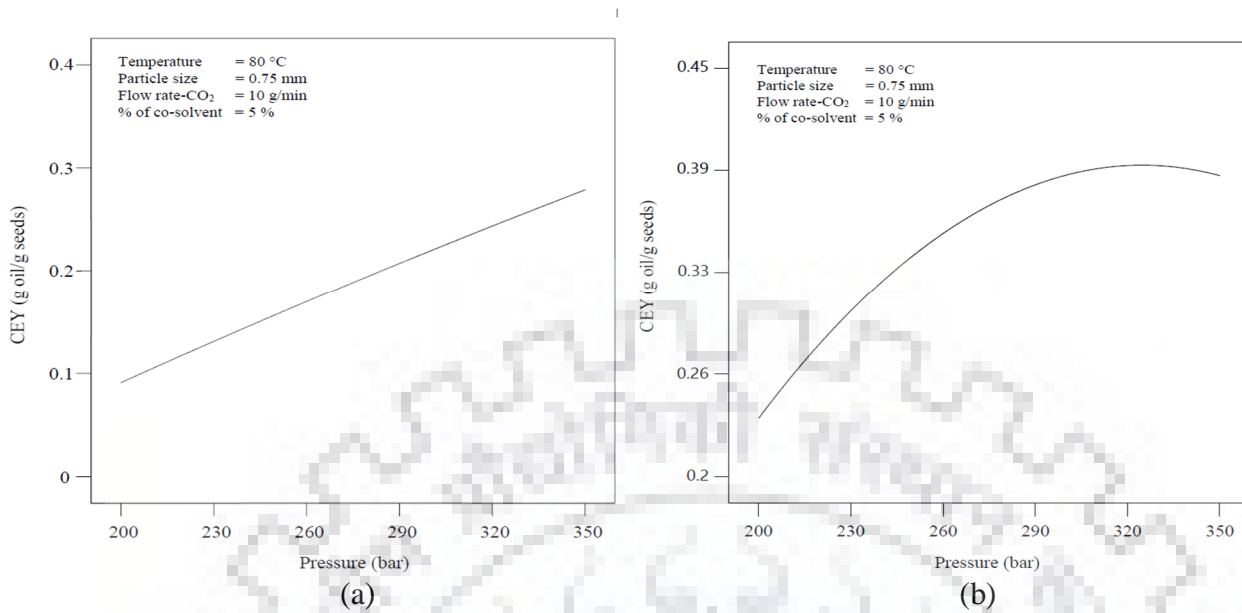 Temperature = 80 °C
Particle size = 0.75 mm
Flow rate-CO₂ = 10 g/min
% of co-solvent = 5 %
0.4
0.3
0.2
0.1
0
CEY (g oil/g seeds)
200 230 260 290 320 350
Pressure (bar)
(a)
Temperature = 80 °C
Particle size = 0.75 mm
Flow rate-CO₂ = 10 g/min
% of co-solvent = 5 %
0.45
0.39
0.33
0.26
0.2
CEY (g oil/g seeds)
200 230 260 290 320 350
Pressure (bar)
(b)